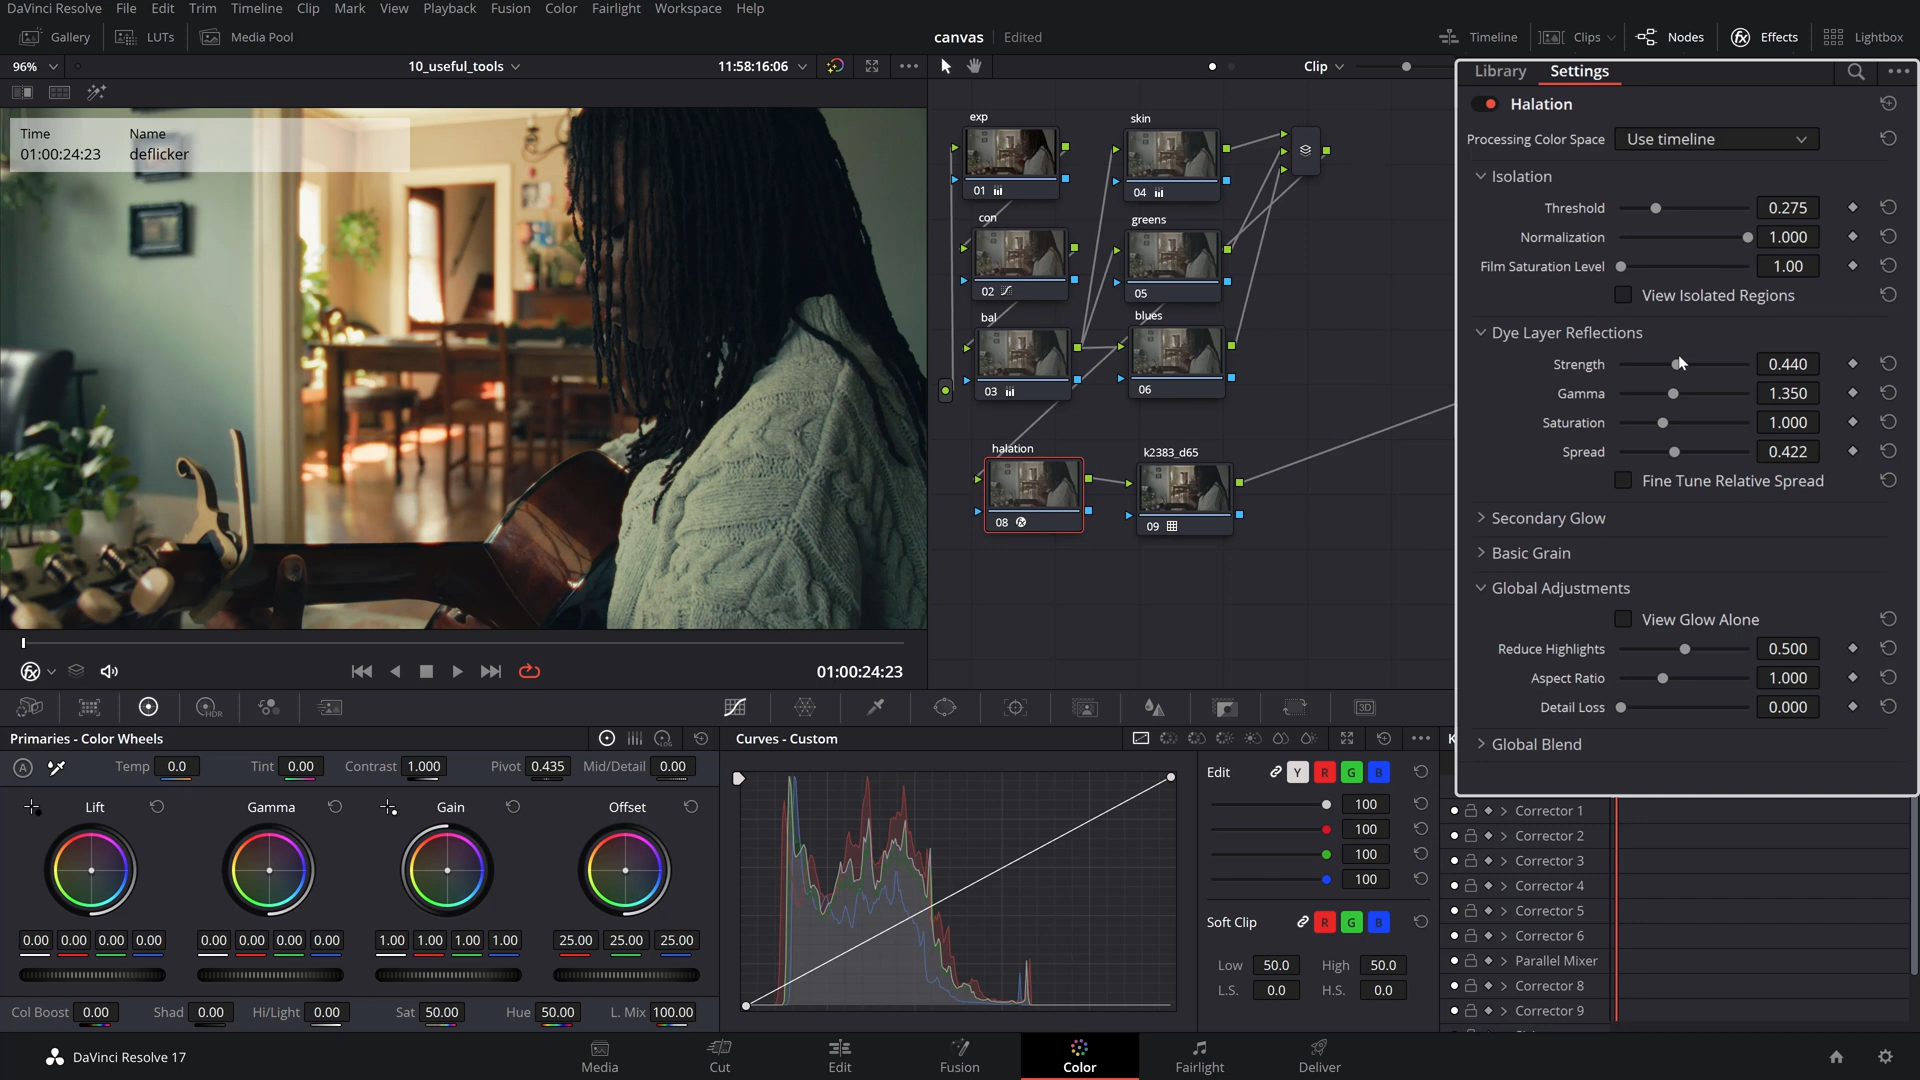 DaVinci Resolve File Edit Trim Timeline Clip Mark View Playback Fusion Color Fairlight Workspace Help
Gallery LUTs Media Pool canvas Edited Timeline Clips Nodes Effects Lightbox
96% 10_useful_tools 11:58:16:06 Clip
Library Settings
Time Name
01:00:24:23 deflicker
exp
01
con
02
bal
03
skin
04
greens
05
blues
06
halation
08
k2383_d65
09
Halation
Processing Color Space Use timeline
Isolation
Threshold 0.275
Normalization 1.000
Film Saturation Level 1.00
View Isolated Regions
Dye Layer Reflections
Strength 0.440
Gamma 1.350
Saturation 1.000
Spread 0.422
Fine Tune Relative Spread
Secondary Glow
Basic Grain
Global Adjustments
View Glow Alone
Reduce Highlights 0.500
Aspect Ratio 1.000
Detail Loss 0.000
Global Blend
01:00:24:23
HDR 3D
Primaries - Color Wheels LOG
A Temp 0.0 Tint 0.00 Contrast 1.000 Pivot 0.435 Mid/Detail 0.00
Lift Gamma Gain Offset
0.00 0.00 0.00 0.00 0.00 0.00 0.00 0.00 1.00 1.00 1.00 1.00 25.00 25.00 25.00
Col Boost 0.00 Shad 0.00 Hi/Light 0.00 Sat 50.00 Hue 50.00 L. Mix 100.00
Curves - Custom
Edit Y R G B
100
100
100
100
Soft Clip R G B
Low 50.0 High 50.0
L.S. 0.0 H.S. 0.0
Corrector 1
Corrector 2
Corrector 3
Corrector 4
Corrector 5
Corrector 6
Parallel Mixer
Corrector 8
Corrector 9
DaVinci Resolve 17 Media Cut Edit Fusion Color Fairlight Deliver